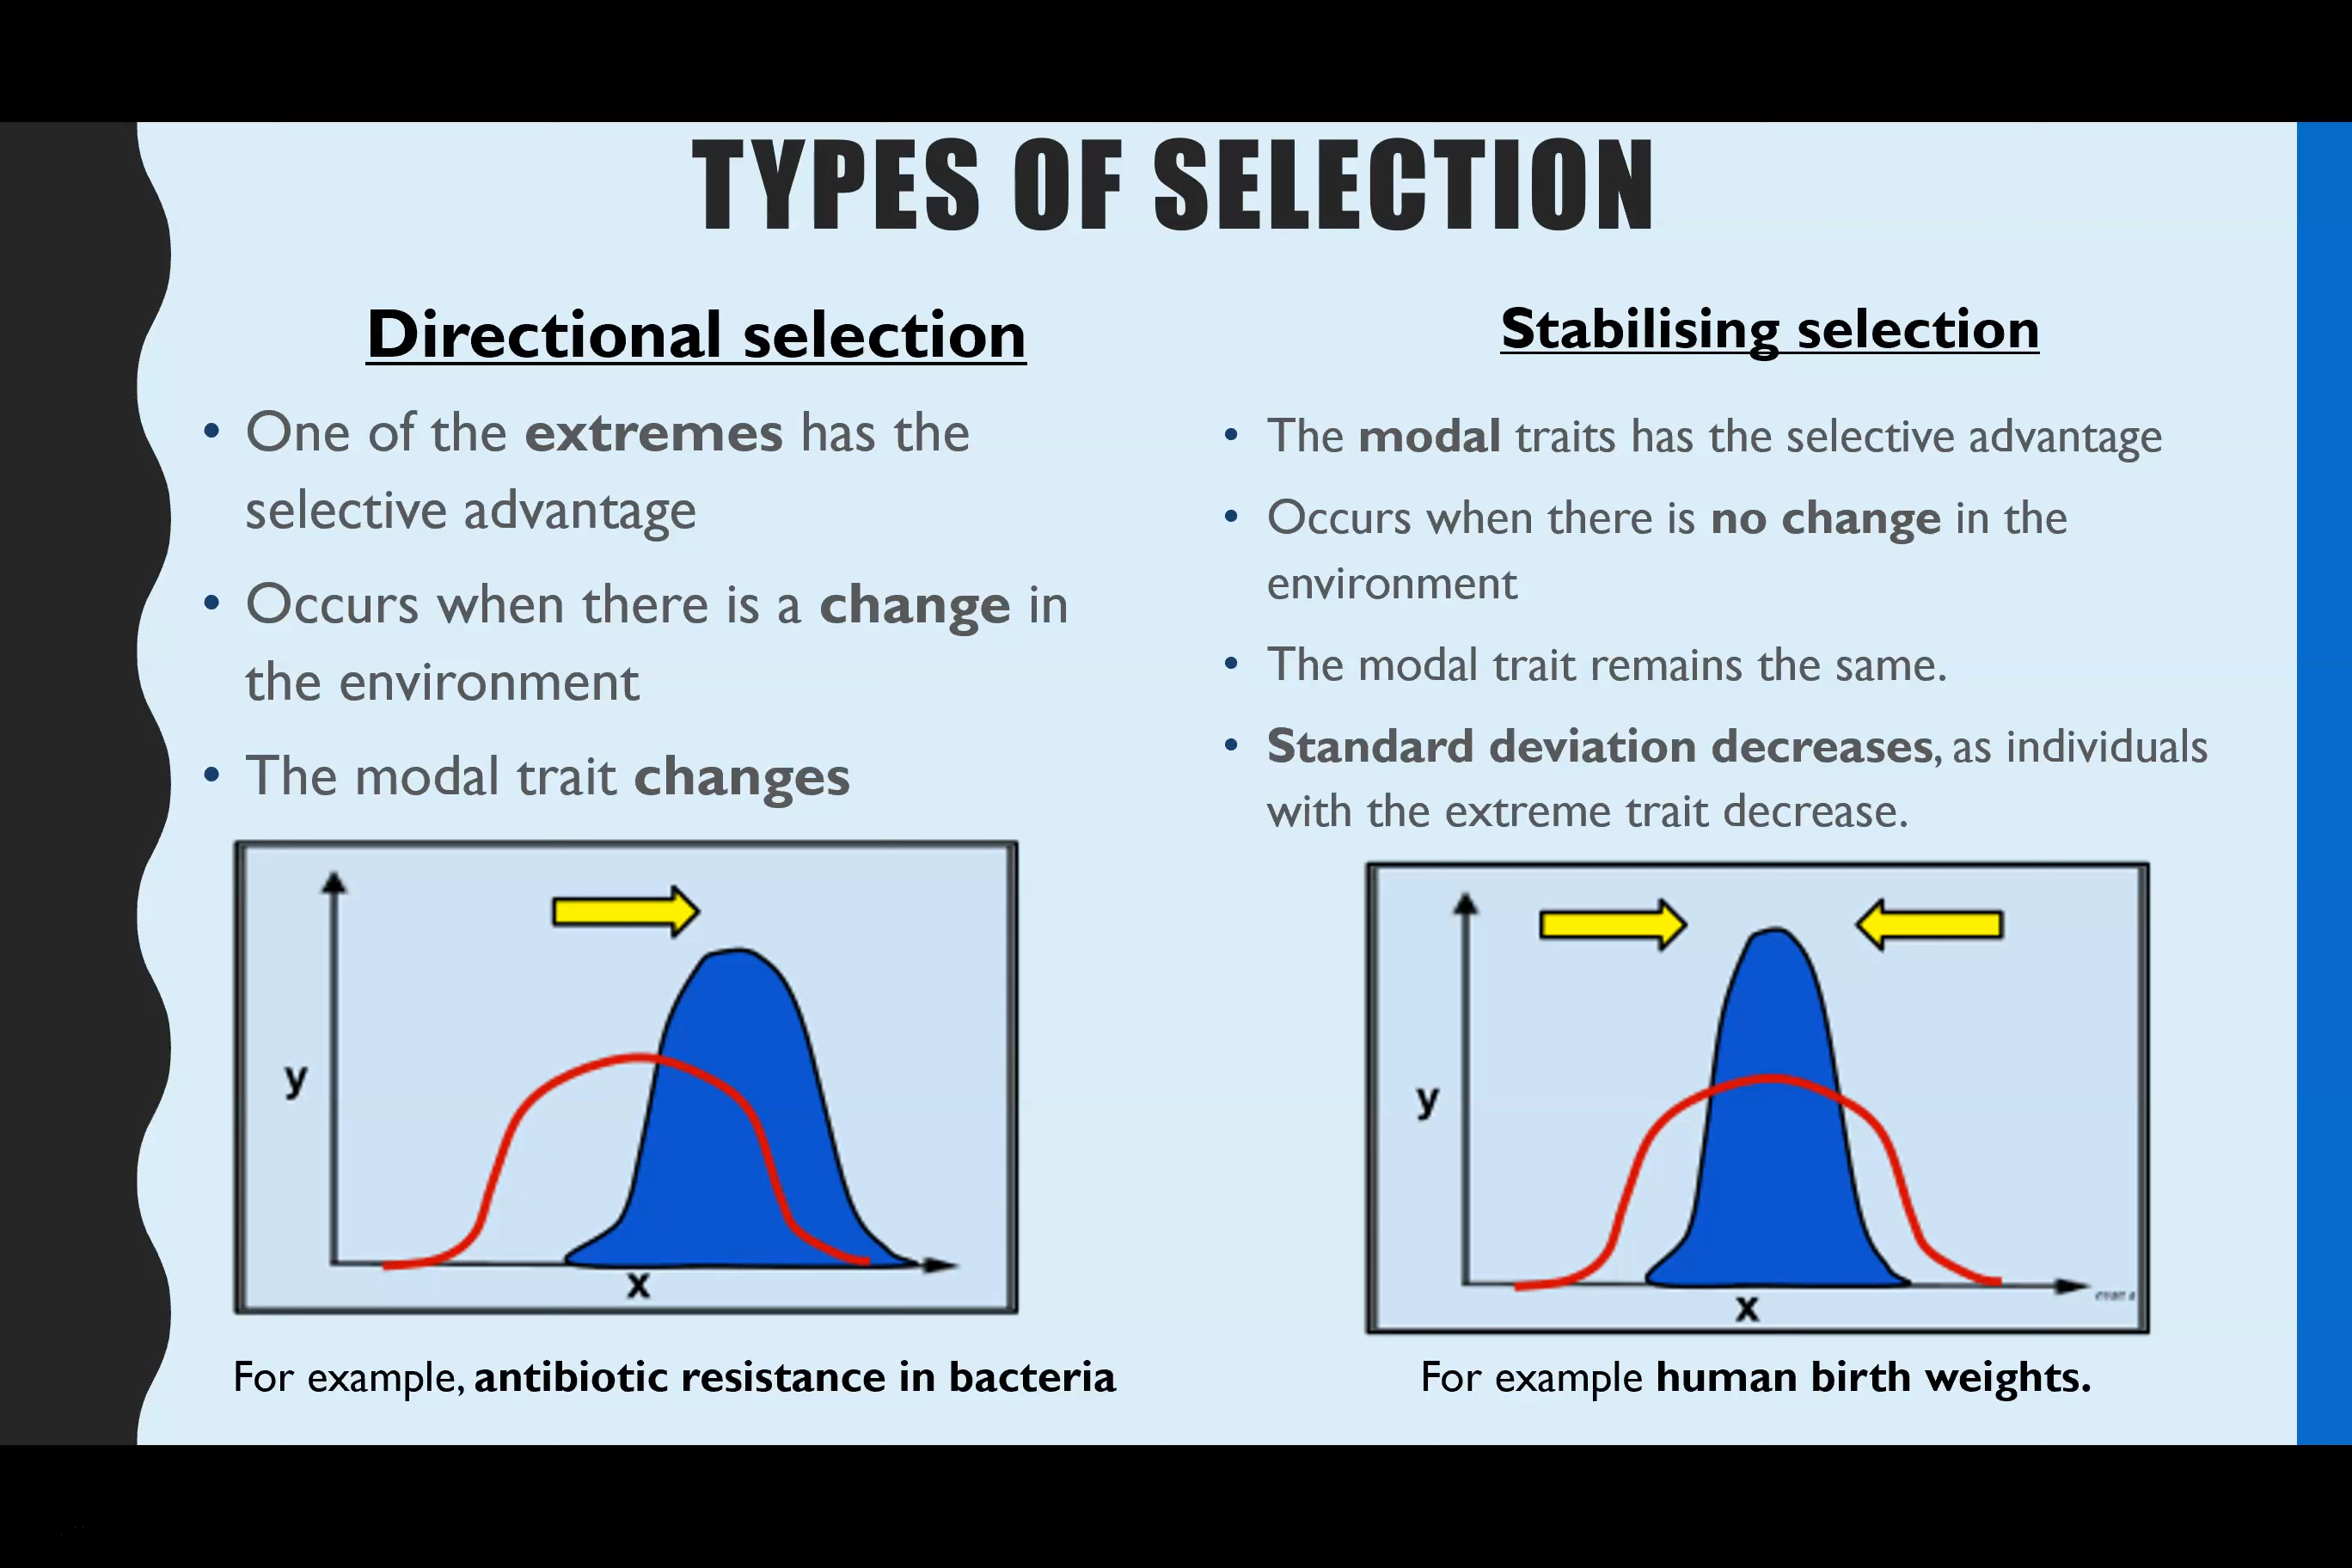 TYPES OF SELECTION
Directional selection
• One of the extremes has the
selective advantage
• Occurs when there is a change in
the environment
• The modal trait changes
y
x
For example, antibiotic resistance in bacteria
Stabilising selection
• The modal traits has the selective advantage
• Occurs when there is no change in the
environment
• The modal trait remains the same.
• Standard deviation decreases, as individuals
with the extreme trait decrease.
y
x
For example human birth weights.